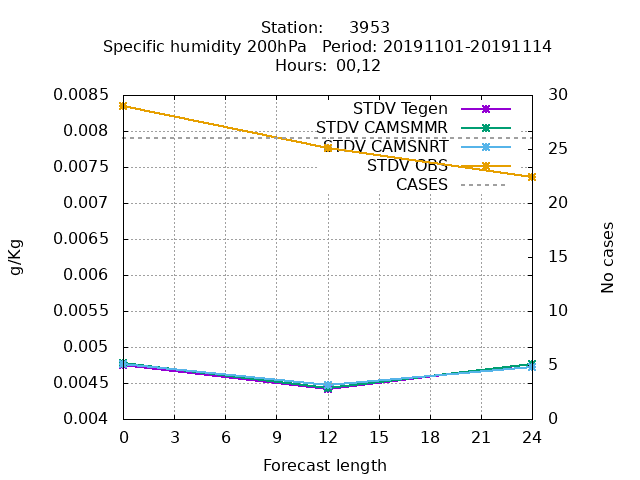 Station: 3953
Specific humidity 200hPa Period: 20191101-20191114
Hours: 00,12
0.0085
0.008
0.0075
0.007
0.0065
0.006
0.0055
0.005
0.0045
0.004
g/Kg
STDV Tegen
STDV CAMSMMR
STDV CAMSNRT
STDV OBS
CASES
30
25
20
15
10
5
0
No cases
0 3 6 9 12 15 18 21 24
Forecast length